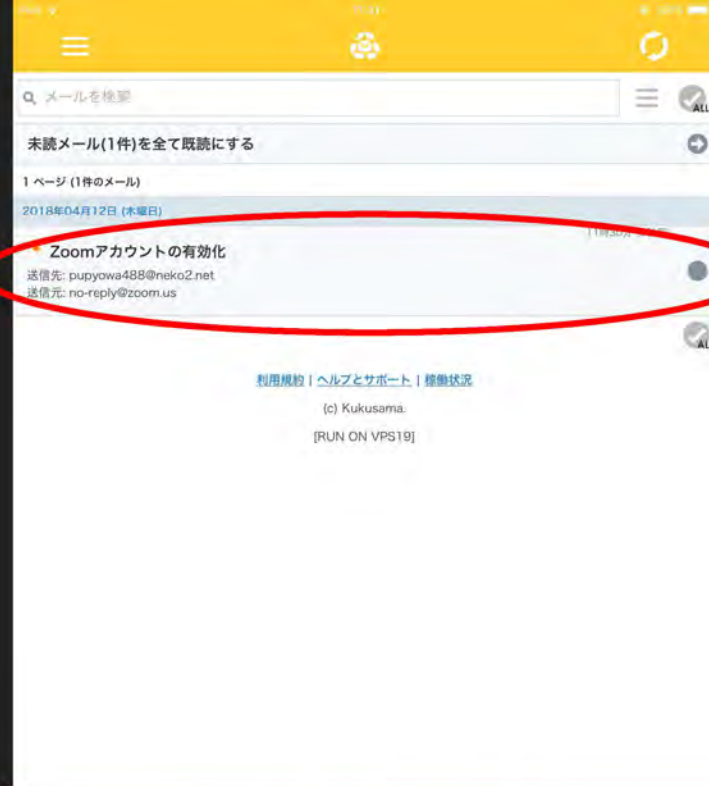 メールを検索
ALL
未読メール(1件)を全て既読にする
1 ページ (1件のメール)
2018年04月12日 (木曜日)
Zoomアカウントの有効化
送信先: pupyowa488@neko2.net
送信元: no-reply@zoom.us
ALL
利用規約 | ヘルプとサポート | 稼働状況
(c) Kukusama.
[RUN ON VPS19]